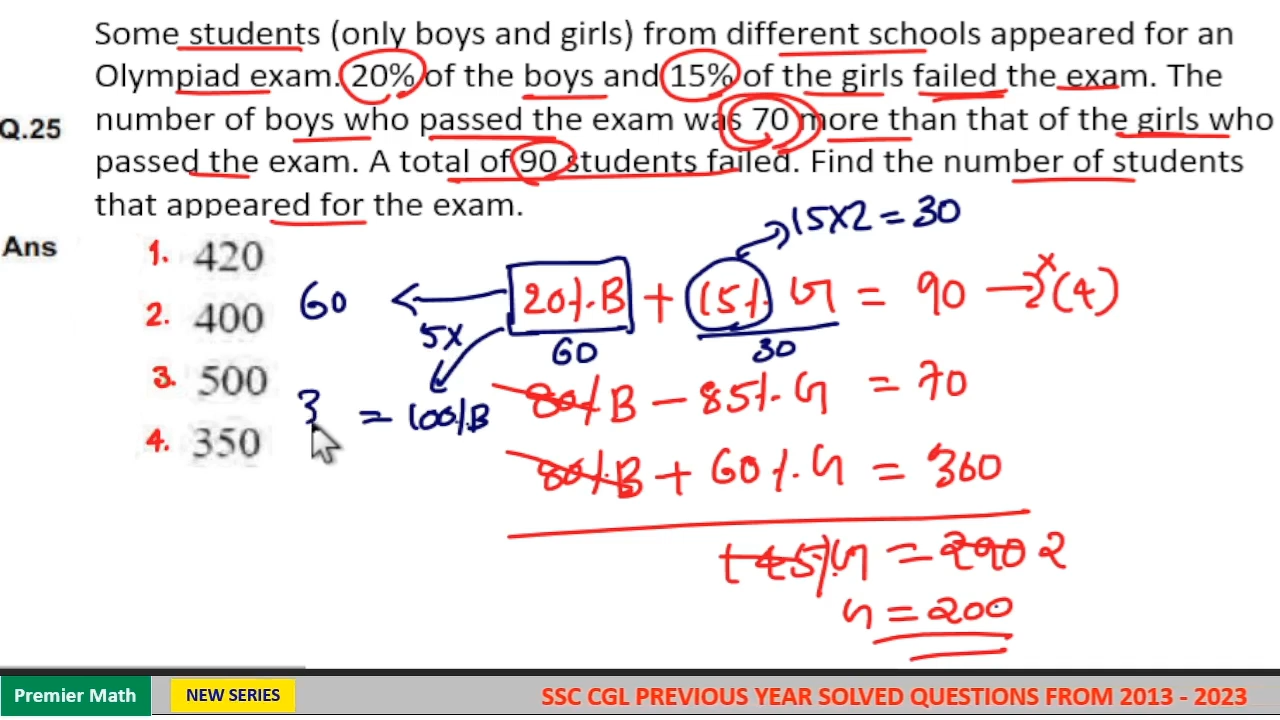 Some students (only boys and girls) from different schools appeared for an
Olympiad exam. 20% of the boys and 15% of the girls failed the exam. The
Q.25 number of boys who passed the exam was 70 more than that of the girls who
passed the exam. A total of 90 students failed. Find the number of students
that appeared for the exam.
Ans
1. 420
2. 400
3. 500
4. 350
15×2=30
60 20%.B + 15%. G = 90 → x(4)
5x 60 30
80%B - 85%.G = 70
3 = 100%B
80%B + 60%.G = 360
145%G = 290 2
G = 200
Premier Math NEW SERIES SSC CGL PREVIOUS YEAR SOLVED QUESTIONS FROM 2013 - 2023